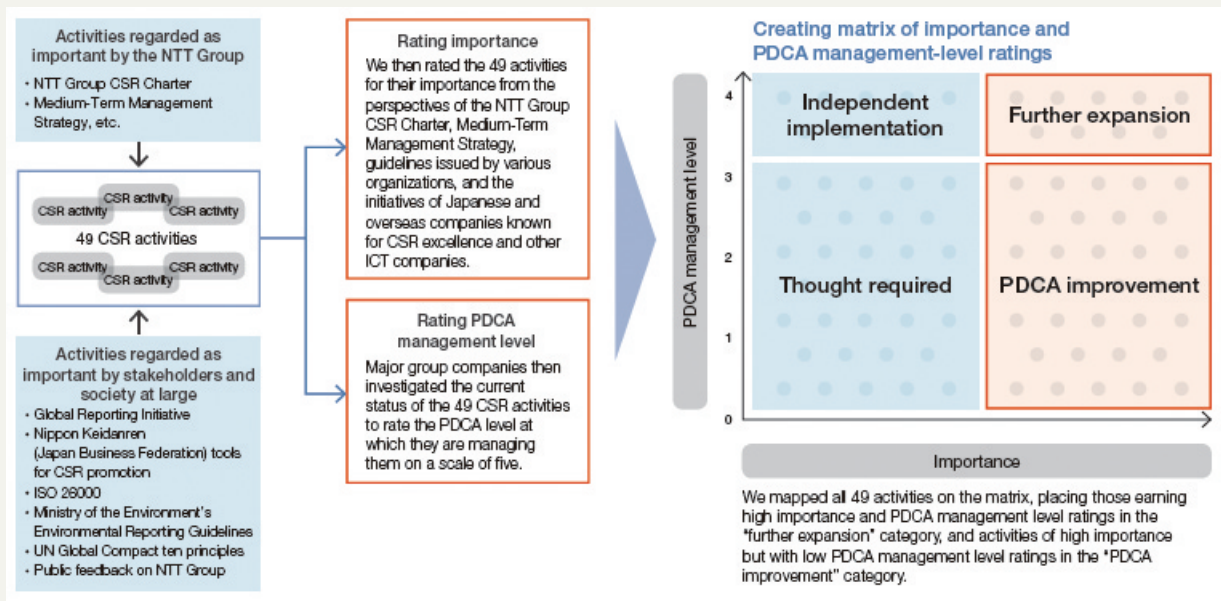 Activities regarded as
important by the NTT Group
• NTT Group CSR Charter
• Medium-Term Management
Strategy, etc.
CSR activity
CSR activity
CSR activity
49 CSR activities
CSR activity
CSR activity
CSR activity
Activities regarded as
important by stakeholders and
society at large
• Global Reporting Initiative
• Nippon Keidanren
(Japan Business Federation) tools
for CSR promotion
• ISO 26000
• Ministry of the Environment's
Environmental Reporting Guidelines
• UN Global Compact ten principles
• Public feedback on NTT Group
Rating importance
We then rated the 49 activities
for their importance from the
perspectives of the NTT Group
CSR Charter, Medium-Term
Management Strategy,
guidelines issued by various
organizations, and the
initiatives of Japanese and
overseas companies known
for CSR excellence and other
ICT companies.
Rating PDCA
management level
Major group companies then
investigated the current
status of the 49 CSR activities
to rate the PDCA level at
which they are managing
them on a scale of five.
Creating matrix of importance and
PDCA management-level ratings
PDCA management level
4
3
2
1
0
Independent
implementation
Further expansion
Thought required
PDCA improvement
Importance
We mapped all 49 activities on the matrix, placing those earning
high importance and PDCA management level ratings in the
"further expansion" category, and activities of high importance
but with low PDCA management level ratings in the "PDCA
improvement" category.